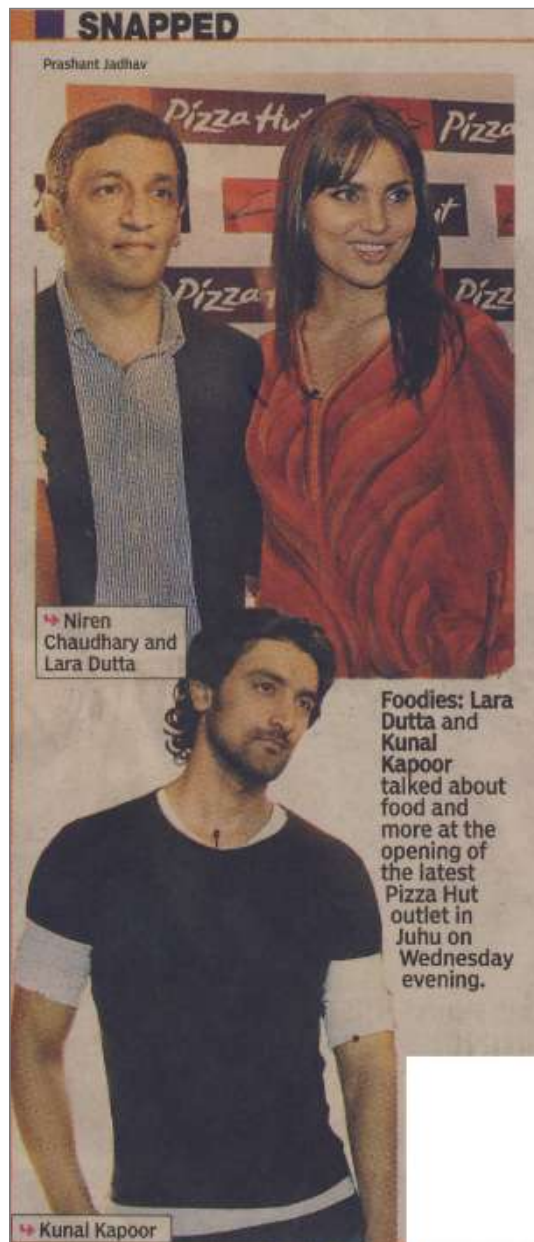 SNAPPED
Prashant Jadhav
Pizza Hut
Pizza
ut
Pizza
Pizz
↪ Niren
Chaudhary and
Lara Dutta
Foodies: Lara
Dutta and
Kunal
Kapoor
talked about
food and
more at the
opening of
the latest
Pizza Hut
outlet in
Juhu on
Wednesday
evening.
↪ Kunal Kapoor